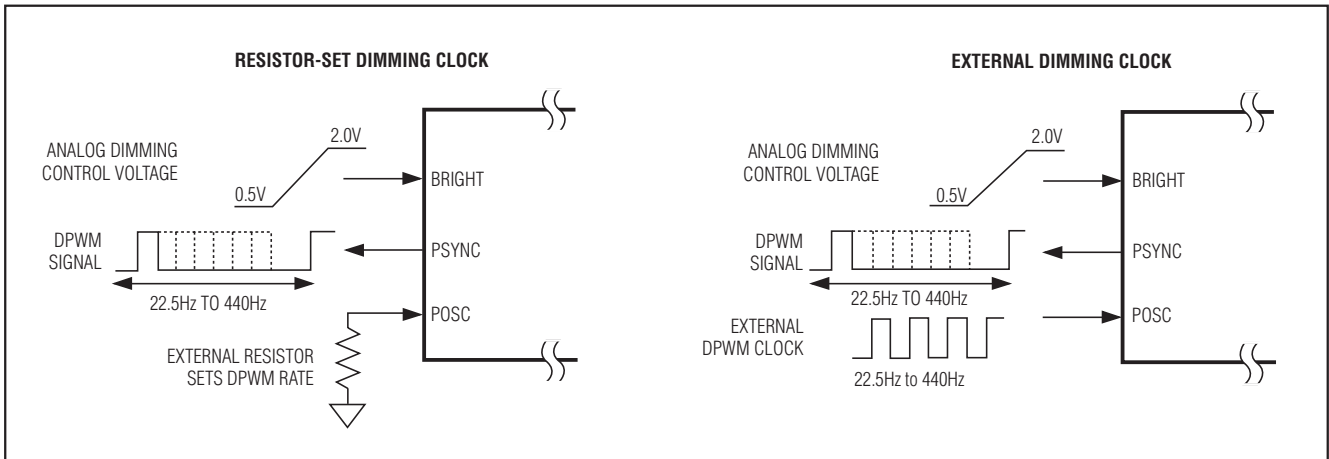 RESISTOR-SET DIMMING CLOCK
ANALOG DIMMING
CONTROL VOLTAGE
2.0V
0.5V
BRIGHT
DPWM
SIGNAL
PSYNC
22.5Hz TO 440Hz
POSC
EXTERNAL RESISTOR
SETS DPWM RATE
EXTERNAL DIMMING CLOCK
ANALOG DIMMING
CONTROL VOLTAGE
2.0V
0.5V
BRIGHT
DPWM
SIGNAL
PSYNC
22.5Hz TO 440Hz
POSC
EXTERNAL
DPWM CLOCK
22.5Hz to 440Hz